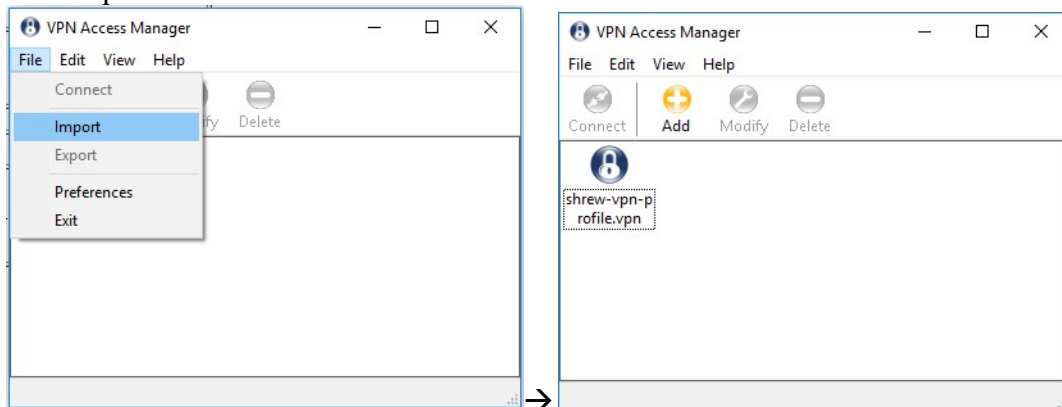 VPN Access Manager
File Edit View Help
Connect
Import
Export
Preferences
Exit
ify Delete
VPN Access Manager
File Edit View Help
Connect Add Modify Delete
shrew-vpn-p
rofile.vpn
→